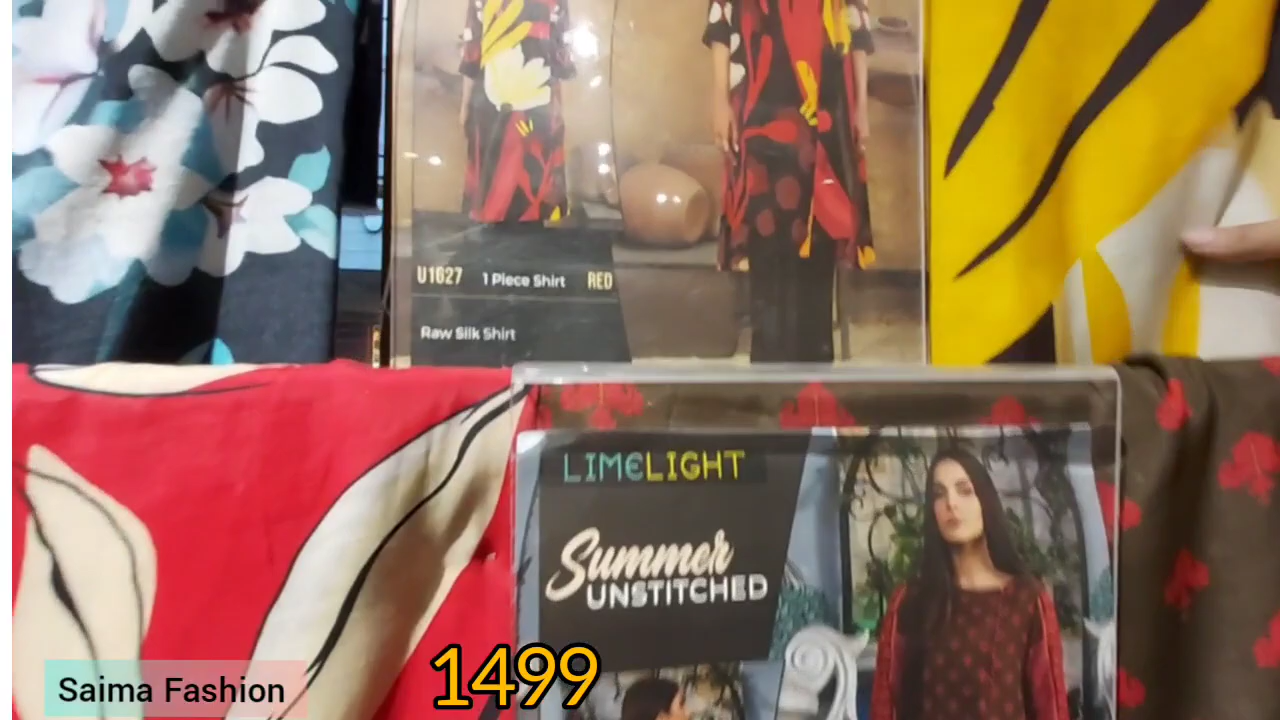 U1027 1 Piece Shirt RED
Raw Silk Shirt
LIMELIGHT
Summer
UNSTITCHED
1499
Saima Fashion